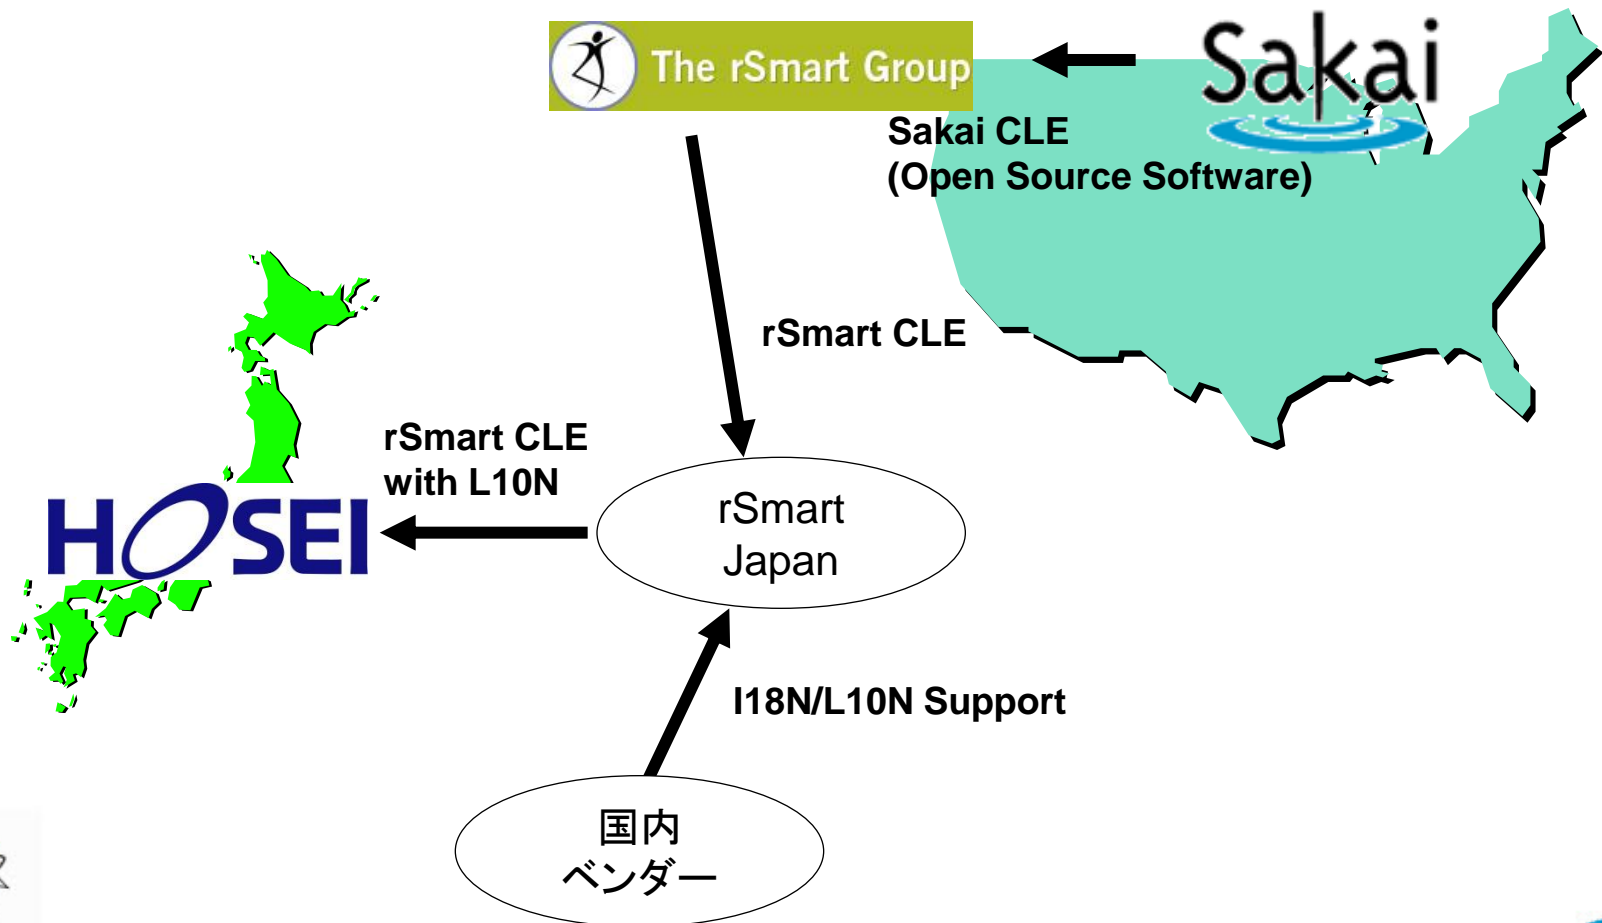 The rSmart Group
Sakai
Sakai CLE
(Open Source Software)
rSmart CLE
rSmart CLE
with L10N
HOSEI
rSmart
Japan
I18N/L10N Support
国内
ベンダー